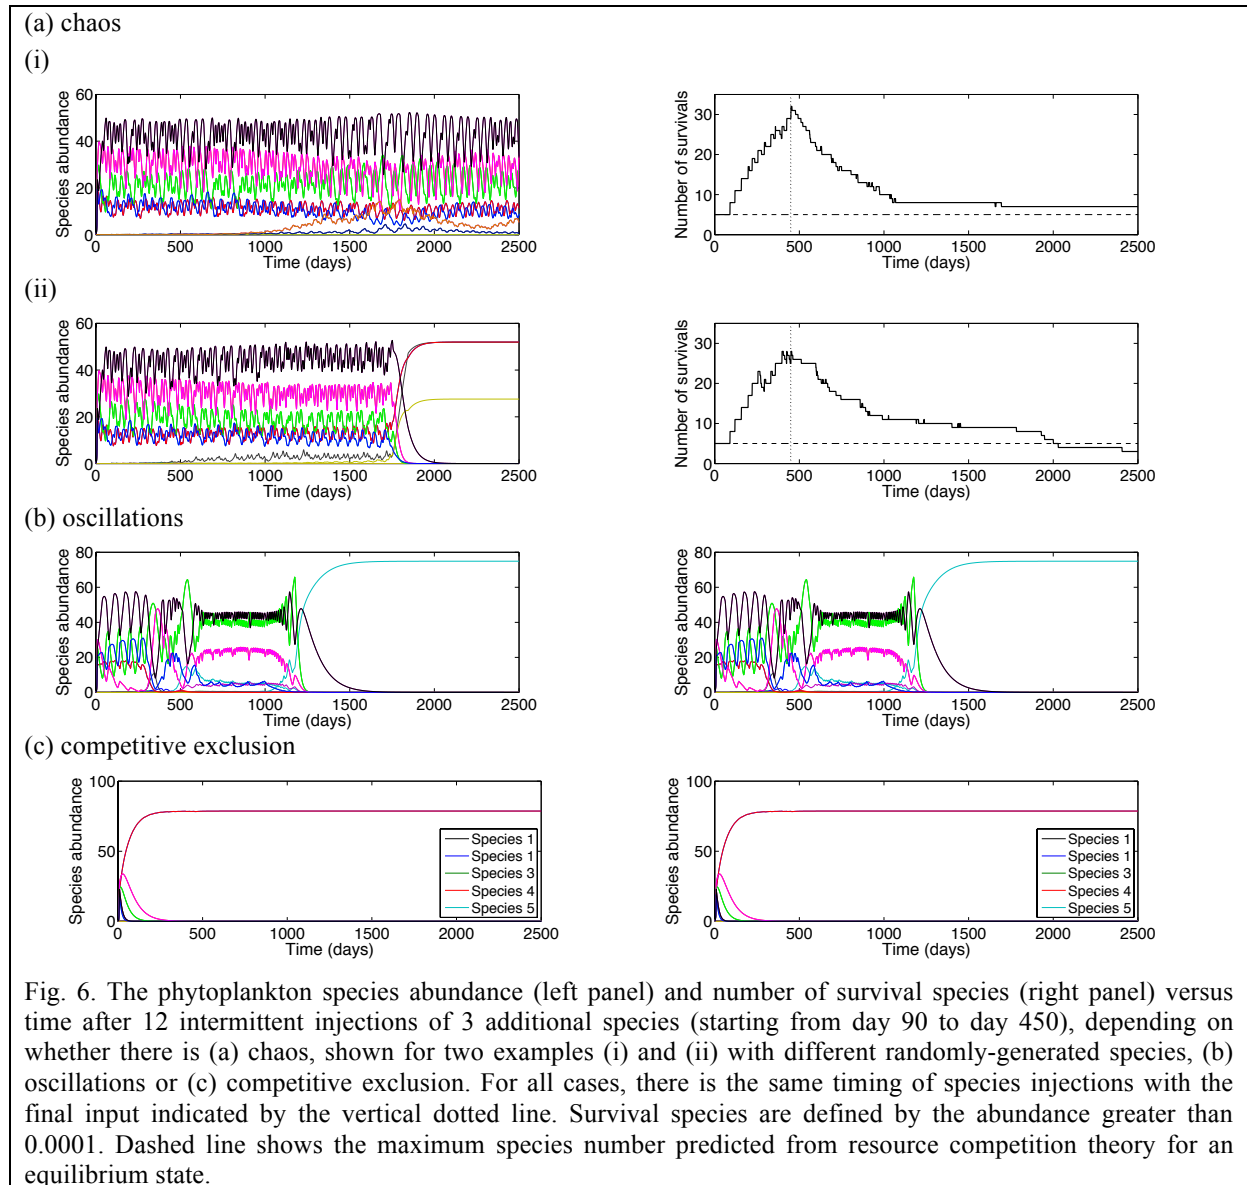 (a) chaos
(i)
Species abundance
60
40
20
0
0 500 1000 1500 2000 2500
Time (days)
Number of survivals
30
20
10
0
0 500 1000 1500 2000 2500
Time (days)
(ii)
Species abundance
60
40
20
0
0 500 1000 1500 2000 2500
Time (days)
Number of survivals
30
20
10
0
0 500 1000 1500 2000 2500
Time (days)
(b) oscillations
Species abundance
80
60
40
20
0
0 500 1000 1500 2000 2500
Time (days)
Species abundance
80
60
40
20
0
0 500 1000 1500 2000 2500
Time (days)
(c) competitive exclusion
Species abundance
100
50
0
Species 1
Species 1
Species 3
Species 4
Species 5
0 500 1000 1500 2000 2500
Time (days)
Species abundance
100
50
0
Species 1
Species 1
Species 3
Species 4
Species 5
0 500 1000 1500 2000 2500
Time (days)
Fig. 6. The phytoplankton species abundance (left panel) and number of survival species (right panel) versus
time after 12 intermittent injections of 3 additional species (starting from day 90 to day 450), depending on
whether there is (a) chaos, shown for two examples (i) and (ii) with different randomly-generated species, (b)
oscillations or (c) competitive exclusion. For all cases, there is the same timing of species injections with the
final input indicated by the vertical dotted line. Survival species are defined by the abundance greater than
0.0001. Dashed line shows the maximum species number predicted from resource competition theory for an
equilibrium state.